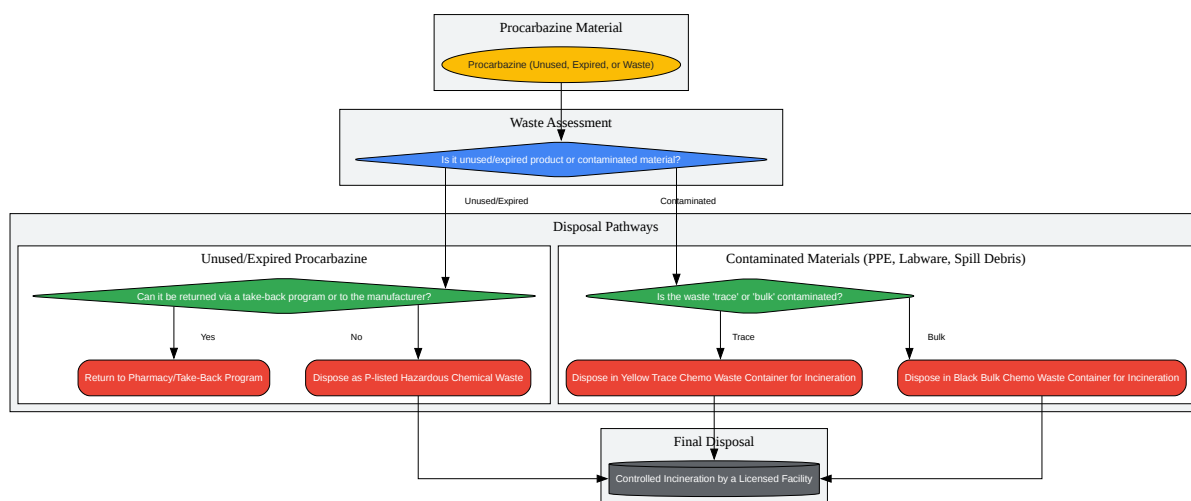 Procarbazine Material
Procarbazine (Unused, Expired, or Waste)
Waste Assessment
Is it unused/expired product or contaminated material?
Unused/Expired
Contaminated
Disposal Pathways
Unused/Expired Procarbazine
Contaminated Materials (PPE, Labware, Spill Debris)
Can it be returned via a take-back program or to the manufacturer?
Is the waste 'trace' or 'bulk' contaminated?
Yes
No
Trace
Bulk
Return to Pharmacy/Take-Back Program
Dispose as P-listed Hazardous Chemical Waste
Dispose in Yellow Trace Chemo Waste Container for Incineration
Dispose in Black Bulk Chemo Waste Container for Incineration
Final Disposal
Controlled Incineration by a Licensed Facility